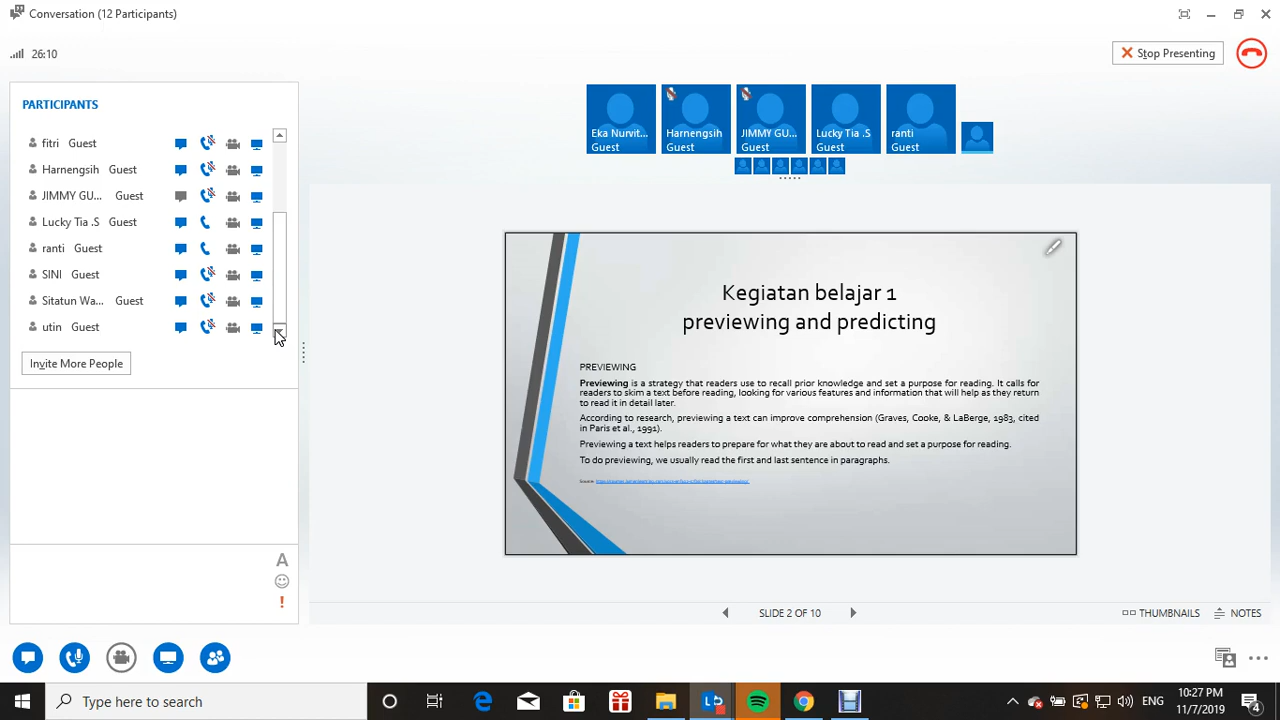 Conversation (12 Participants)
26:10
Stop Presenting
PARTICIPANTS
fitri Guest
Harnengsih Guest
JIMMY GU... Guest
Lucky Tia .S Guest
ranti Guest
SINI Guest
Sitatun Wa... Guest
utin Guest
Invite More People
A
!
Eka Nurvit... Guest
Harnengsih Guest
JIMMY GU... Guest
Lucky Tia .S Guest
ranti Guest
Kegiatan belajar 1
previewing and predicting
PREVIEWING
Previewing is a strategy that readers use to recall prior knowledge and set a purpose for reading. It calls for
readers to skim a text before reading, looking for various features and information that will help as they return
to read it in detail later.
According to research, previewing a text can improve comprehension (Graves, Cooke, & LaBerge, 1983, cited
in Paris et al., 1991).
Previewing a text helps readers to prepare for what they are about to read and set a purpose for reading.
To do previewing, we usually read the first and last sentence in paragraphs.
Source:
SLIDE 2 OF 10
THUMBNAILS
NOTES
Type here to search
ENG
10:27 PM
11/7/2019
4